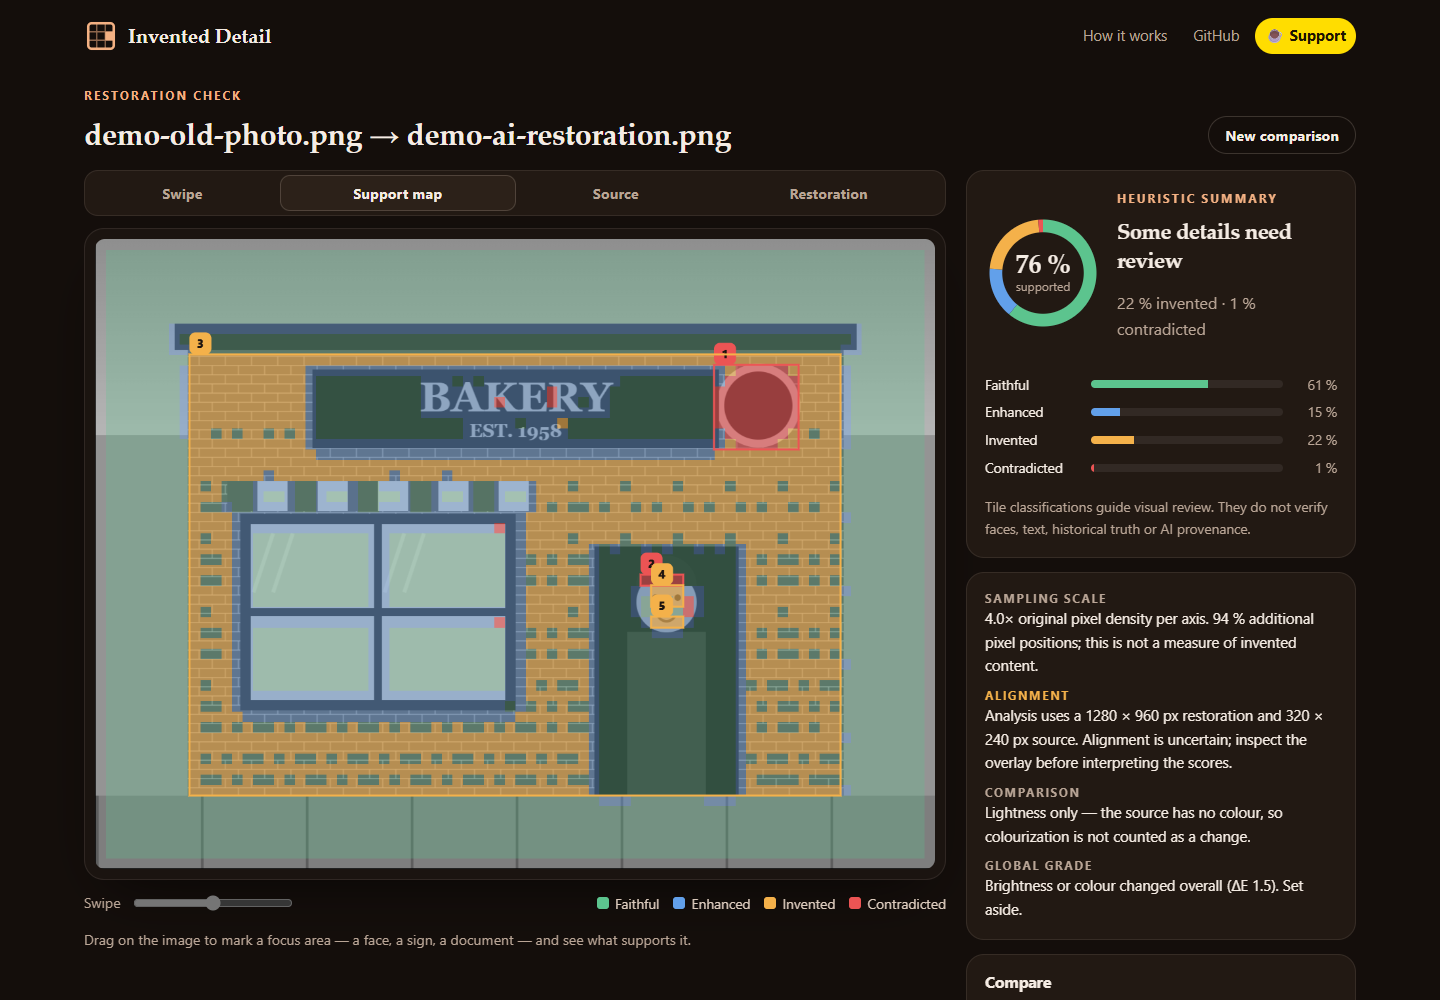 Invented Detail
How it works
GitHub
Support
RESTORATION CHECK
demo-old-photo.png → demo-ai-restoration.png
New comparison
Swipe
Support map
Source
Restoration
3
1
BAKERY
EST. 1958
2
4
5
Swipe
Faithful
Enhanced
Invented
Contradicted
Drag on the image to mark a focus area — a face, a sign, a document — and see what supports it.
HEURISTIC SUMMARY
76 %
supported
Some details need
review
22 % invented · 1 %
contradicted
Faithful 61 %
Enhanced 15 %
Invented 22 %
Contradicted 1 %
Tile classifications guide visual review. They do not verify
faces, text, historical truth or AI provenance.
SAMPLING SCALE
4.0× original pixel density per axis. 94 % additional
pixel positions; this is not a measure of invented
content.
ALIGNMENT
Analysis uses a 1280 × 960 px restoration and 320 ×
240 px source. Alignment is uncertain; inspect the
overlay before interpreting the scores.
COMPARISON
Lightness only — the source has no colour, so
colourization is not counted as a change.
GLOBAL GRADE
Brightness or colour changed overall (ΔE 1.5). Set
aside.
Compare